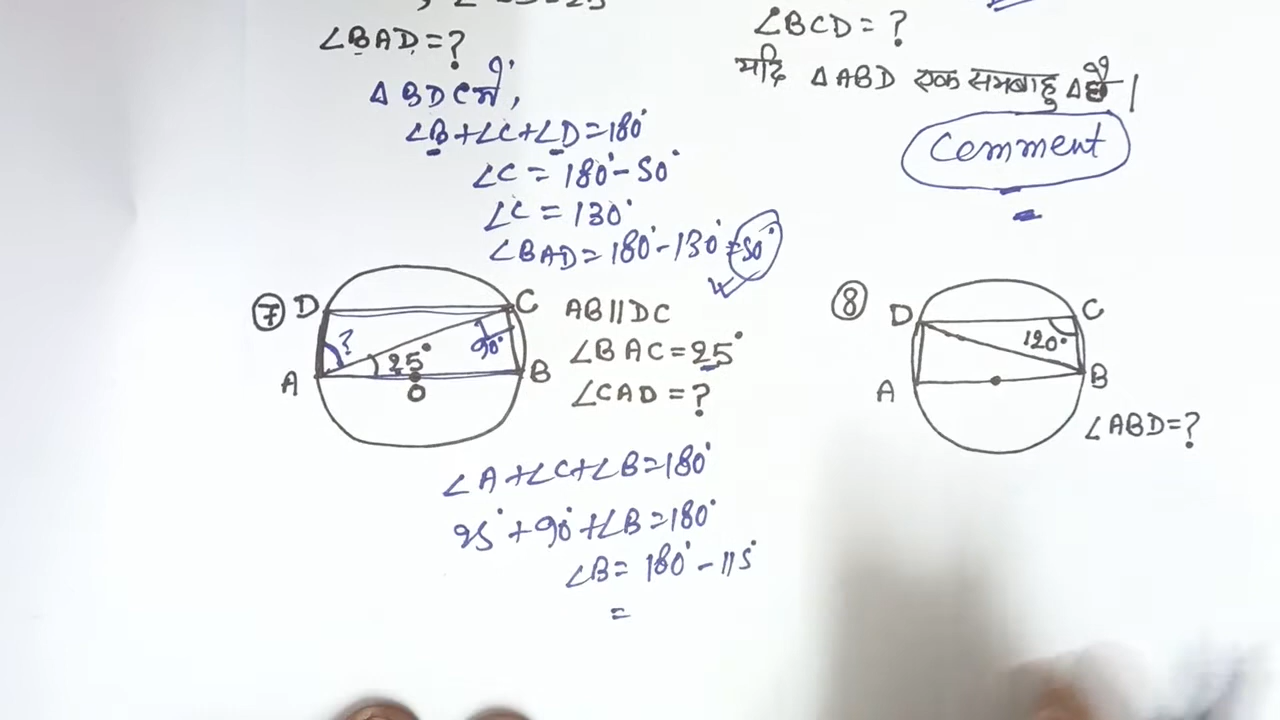 ∠BAD=?
ΔBDC में,
∠B+∠C+∠D=180°
∠C = 180°-50°
∠C = 130°
∠BAD=180°-130°=50°
∠BCD= ?
यदि ΔABD एक समबाहु Δ है।
Comment
⑦ D C
A B
O
?
25°
90°
AB||DC
∠BAC=25°
∠CAD=?
∠A+∠C+∠B=180°
25°+90°+∠B=180°
∠B= 180°-115°
=
⑧ D C
120°
A B
∠ABD=?